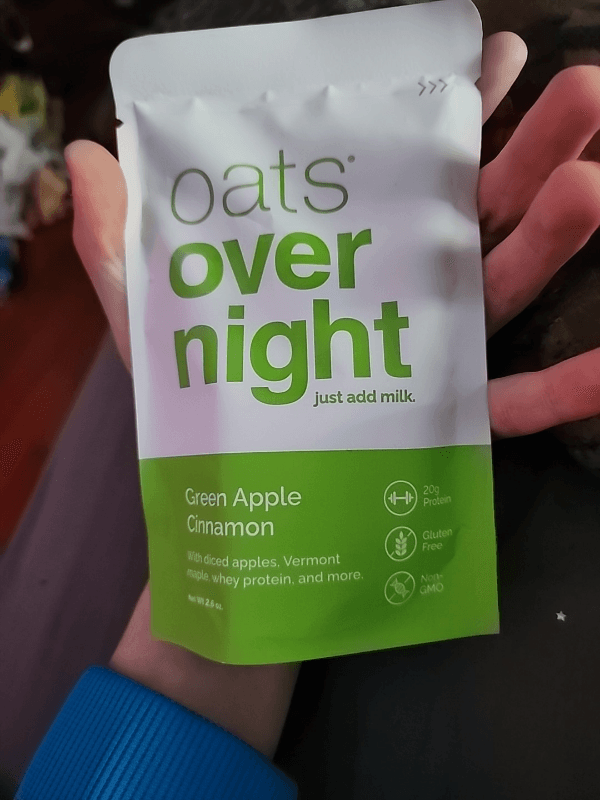 >>>
oats
over
night
just add milk.
Green Apple
Cinnamon
With diced apples, Vermont
maple, whey protein, and more.
Net Wt 2.6 oz.
20g
Protein
Gluten
Free
Non-
GMO